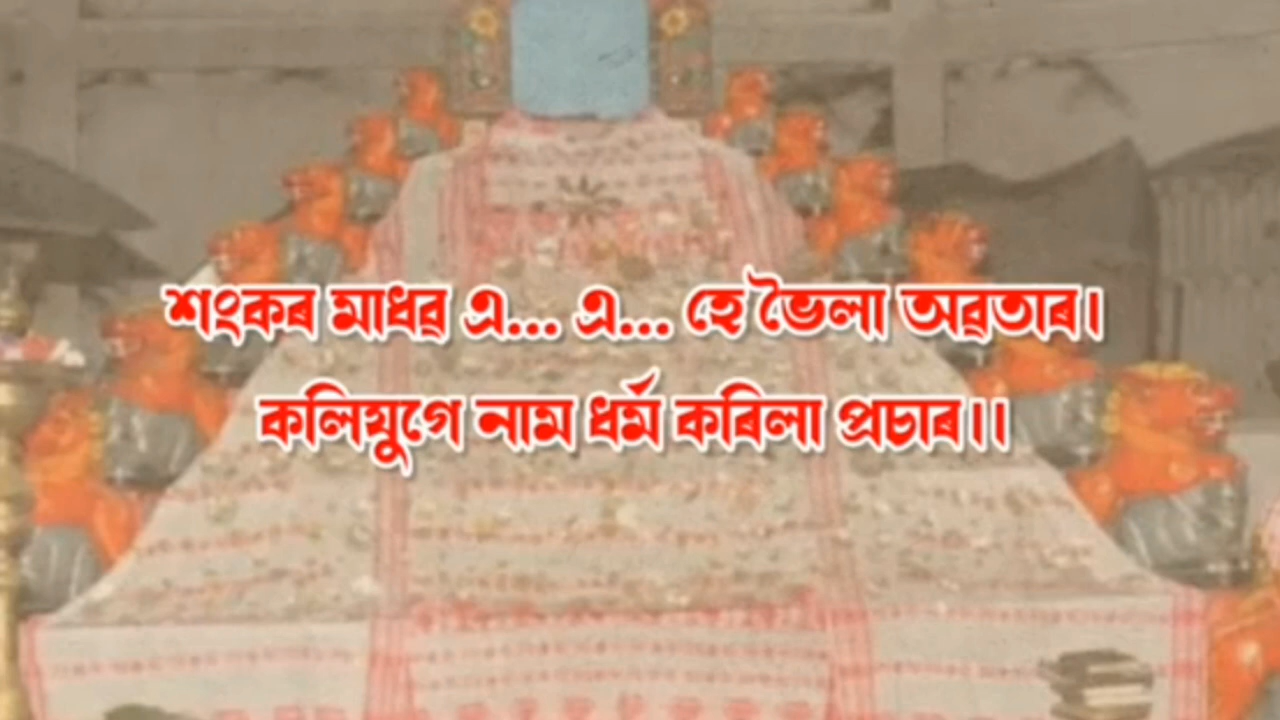 শংকৰ মাধৱ এ... এ... হে ভৈলা অৱতাৰ।
কলিযুগে নাম ধৰ্ম কৰিলা প্ৰচাৰ।।